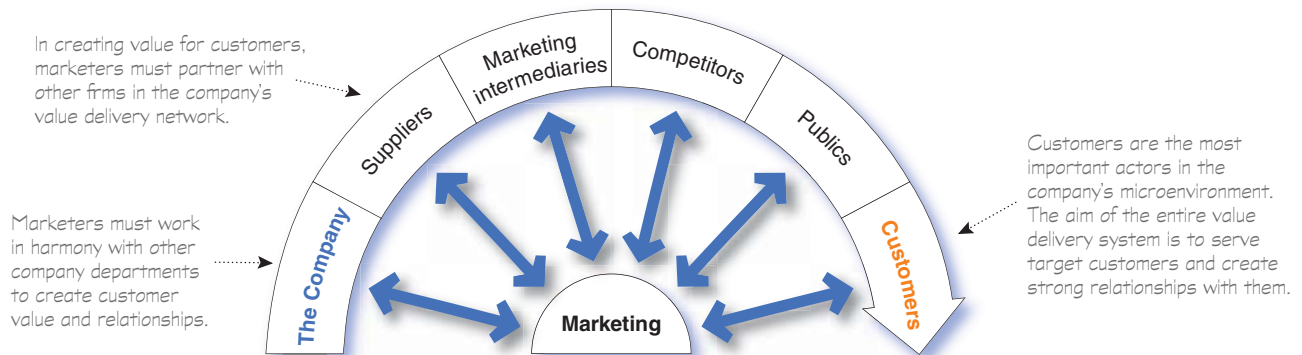 In creating value for customers,
marketers must partner with
other frms in the company's
value delivery network.
Marketers must work
in harmony with other
company departments
to create customer
value and relationships.
The Company
Suppliers
Marketing
intermediaries
Competitors
Publics
Customers
Marketing
Customers are the most
important actors in the
company's microenvironment.
The aim of the entire value
delivery system is to serve
target customers and create
strong relationships with them.